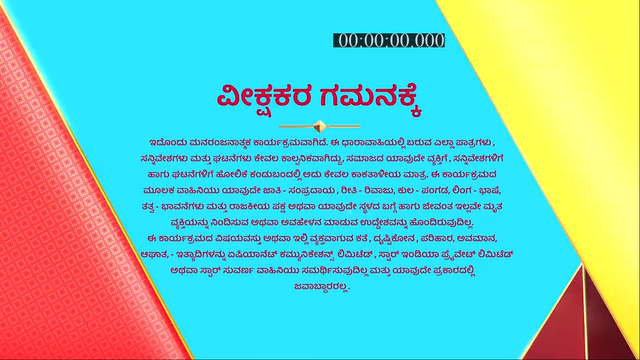 00:00:00.000
ವೀಕ್ಷಕರ ಗಮನಕ್ಕೆ
ಇದೊಂದು ಮನರಂಜನಾತ್ಮಕ ಕಾರ್ಯಕ್ರಮವಾಗಿದೆ. ಈ ಧಾರಾವಾಹಿಯಲ್ಲಿ ಬರುವ ಎಲ್ಲಾ ಪಾತ್ರಗಳು ,
ಸನ್ನಿವೇಶಗಳು ಮತ್ತು ಘಟನೆಗಳು ಕೇವಲ ಕಾಲ್ಪನಿಕವಾಗಿದ್ದು, ಸಮಾಜದ ಯಾವುದೇ ವ್ಯಕ್ತಿಗೆ , ಸನ್ನಿವೇಶಗಳಿಗೆ
ಹಾಗು ಘಟನೆಗಳಿಗೆ ಹೋಲಿಕೆ ಕಂಡುಬಂದಲ್ಲಿ ಅದು ಕೇವಲ ಕಾಕತಾಳೀಯ ಮಾತ್ರ. ಈ ಕಾರ್ಯಕ್ರಮದ
ಮೂಲಕ ವಾಹಿನಿಯು ಯಾವುದೇ ಜಾತಿ - ಸಂಪ್ರದಾಯ , ರೀತಿ - ರಿವಾಜು, ಕುಲ - ಪಂಗಡ, ಲಿಂಗ - ಭಾಷೆ,
ತತ್ವ - ಭಾವನೆಗಳು ಮತ್ತು ರಾಜಕೀಯ ಪಕ್ಷ ಅಥವಾ ಯಾವುದೇ ಸ್ಥಳದ ಬಗ್ಗೆ ಹಾಗು ಜೀವಂತ ಇಲ್ಲವೇ ಮೃತ
ವ್ಯಕ್ತಿಯನ್ನು ನಿಂದಿಸುವ ಅಥವಾ ಅವಹೇಳನ ಮಾಡುವ ಉದ್ದೇಶವನ್ನು ಹೊಂದಿರುವುದಿಲ್ಲ.
ಈ ಕಾರ್ಯಕ್ರಮದ ವಿಷಯವಸ್ತು ಅಥವಾ ಇಲ್ಲಿ ವ್ಯಕ್ತವಾಗುವ ಕತೆ , ದೃಷ್ಟಿಕೋನ , ಪರಿಹಾರ, ಅವಮಾನ,
ಆಘಾತ, - ಇತ್ಯಾದಿಗಳನ್ನು ಏಷಿಯಾನೆಟ್ ಕಮ್ಯುನಿಕೇಶನ್ಸ್ ಲಿಮಿಟೆಡ್ , ಸ್ಟಾರ್ ಇಂಡಿಯಾ ಪ್ರೈವೇಟ್ ಲಿಮಿಟೆಡ್
ಅಥವಾ ಸ್ಟಾರ್ ಸುವರ್ಣ ವಾಹಿನಿಯು ಸಮರ್ಥಿಸುವುದಿಲ್ಲ ಮತ್ತು ಯಾವುದೇ ಪ್ರಕಾರದಲ್ಲಿ
ಜವಾಬ್ದಾರರಲ್ಲ.